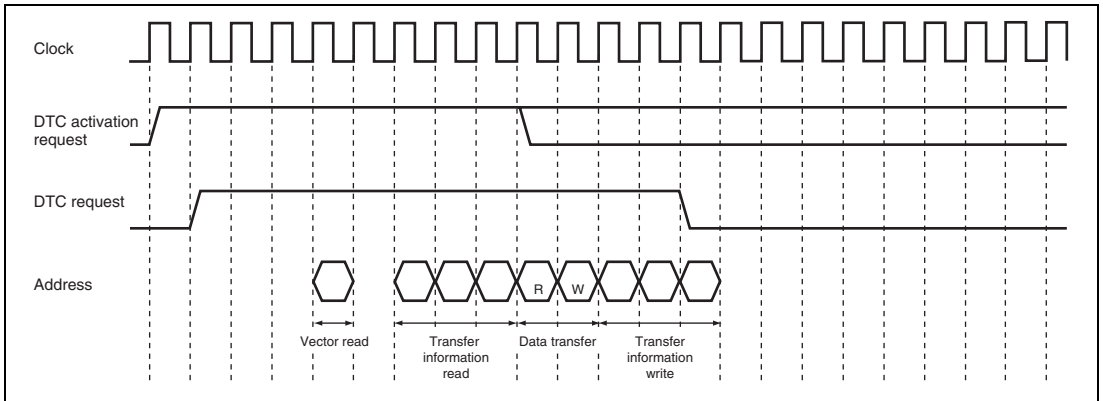 Clock
DTC activation
request
DTC request
Address
R
W
Vector read
Transfer
information
read
Data transfer
Transfer
information
write